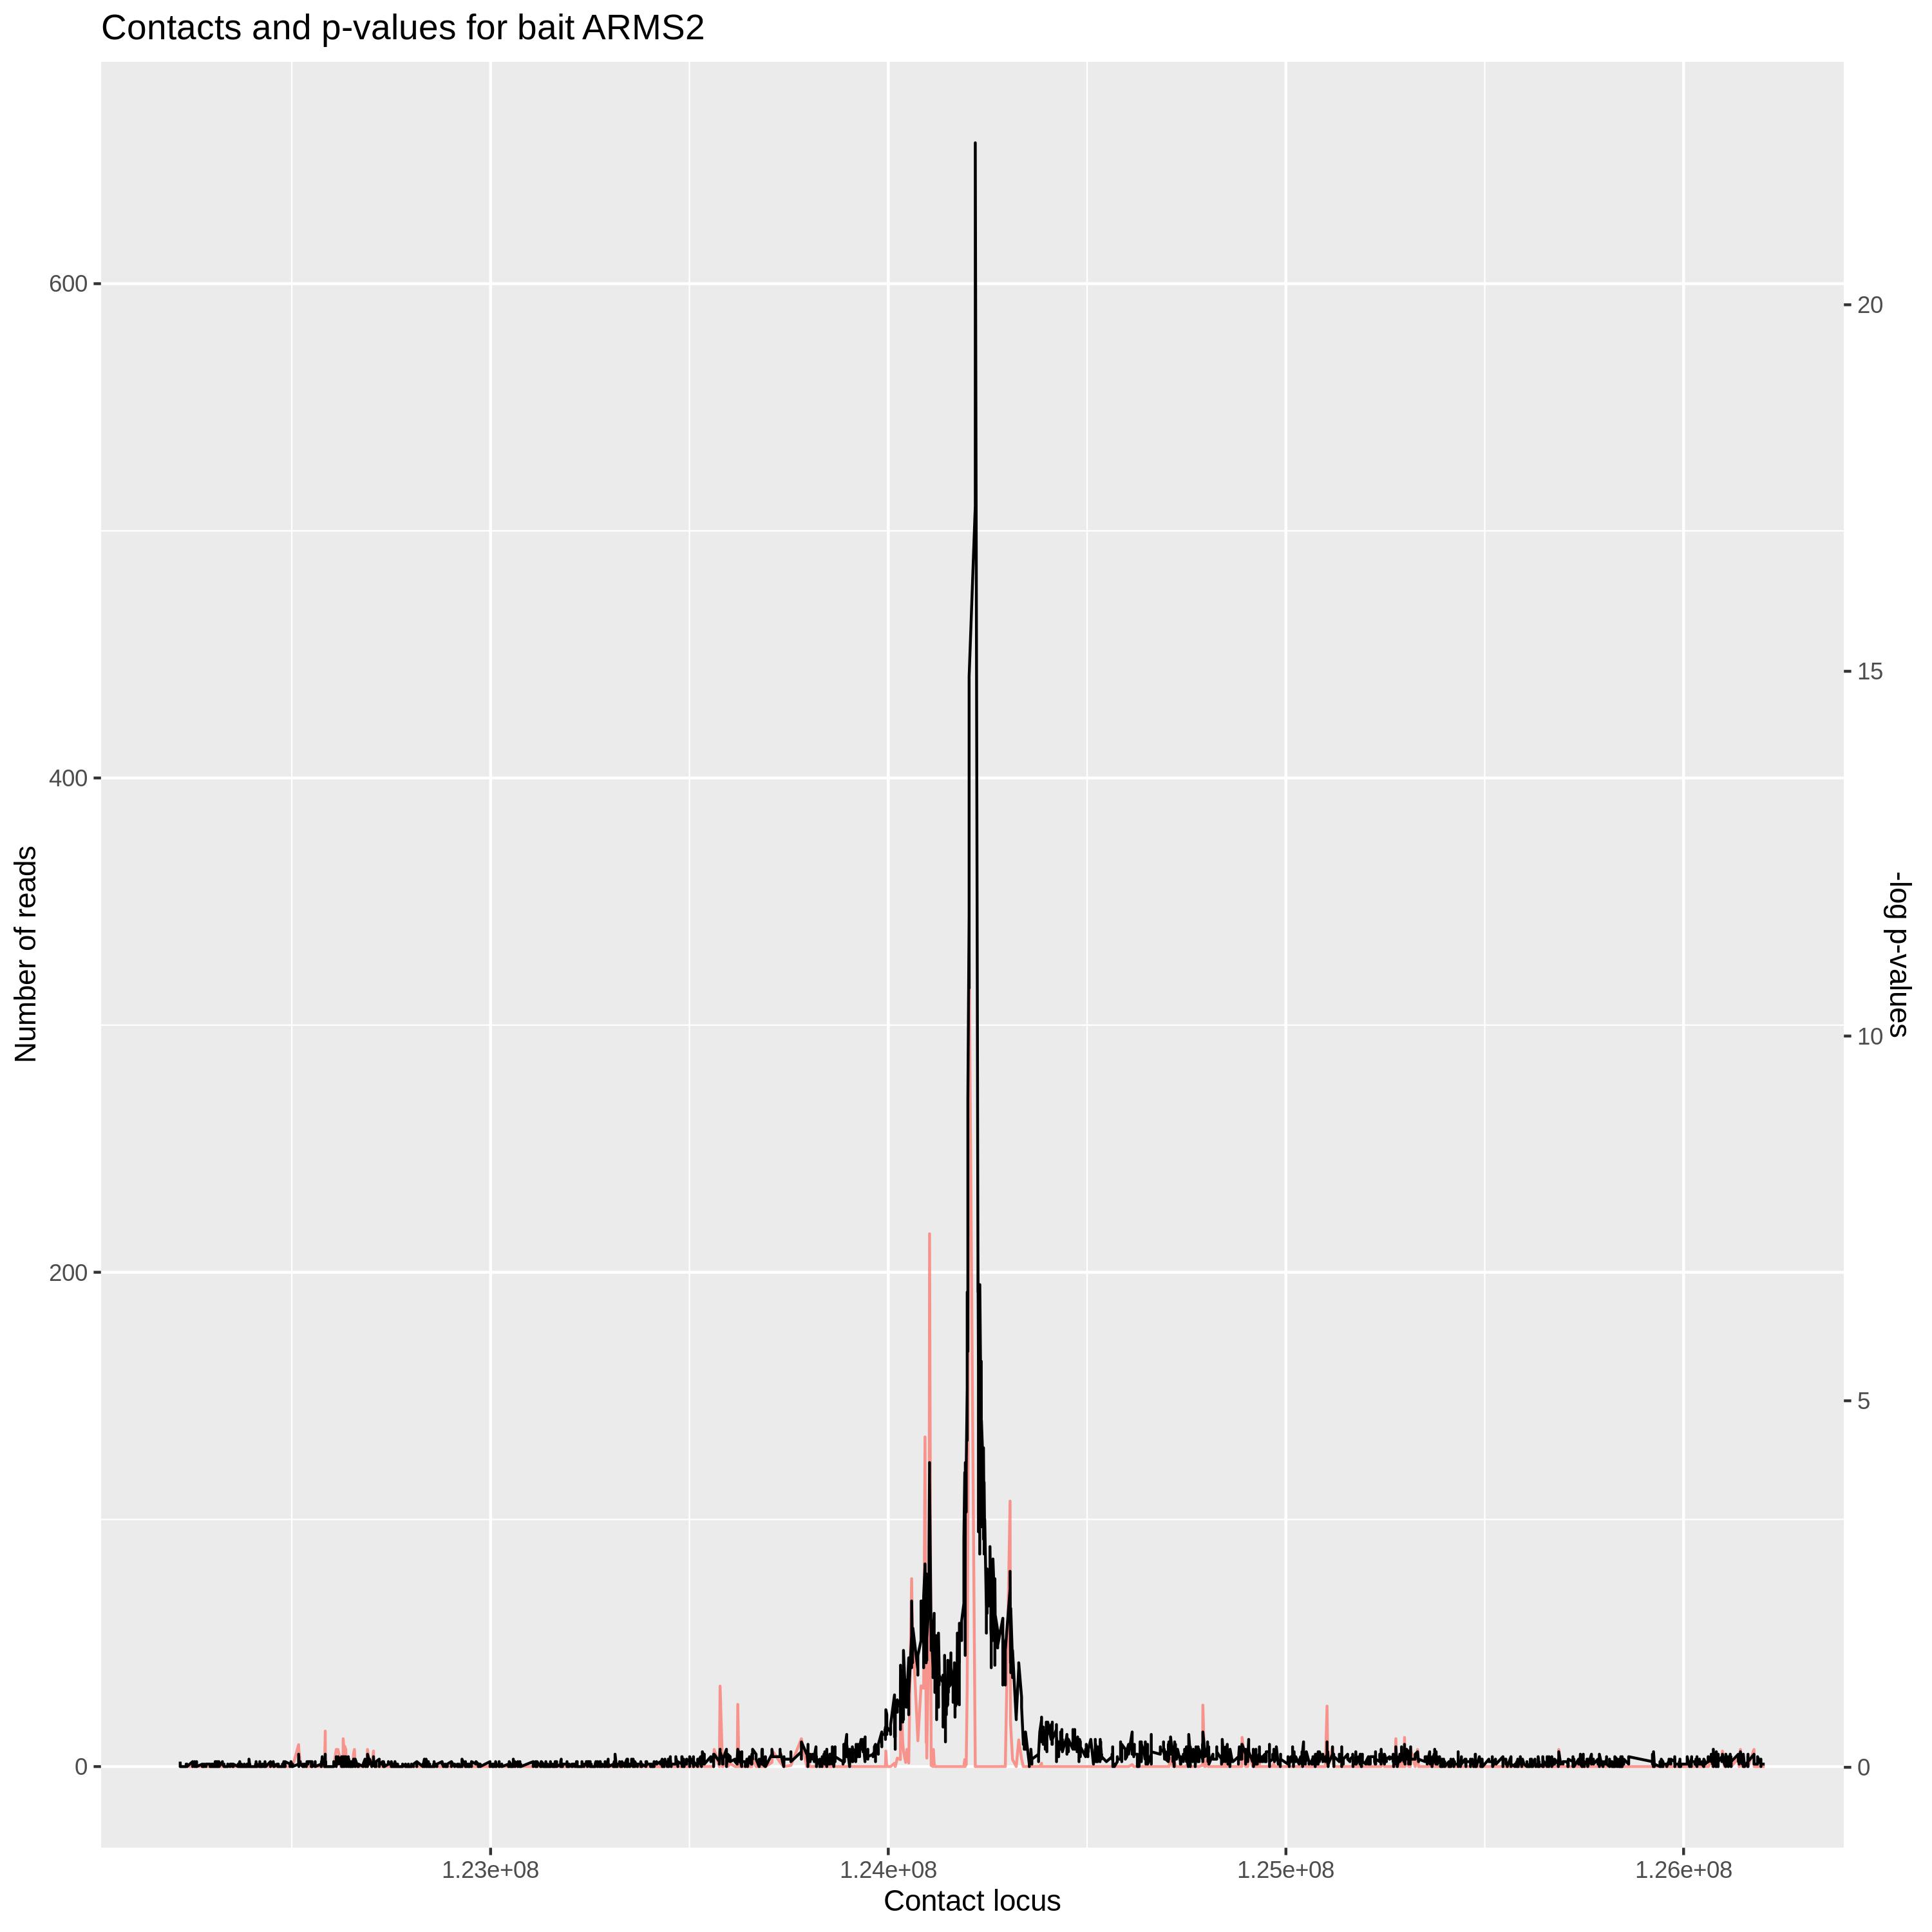 Contacts and p-values for bait ARMS2
600
400
200
0
Number of reads
20
15
10
5
0
-log p-values
1.23e+08
1.24e+08
1.25e+08
1.26e+08
Contact locus